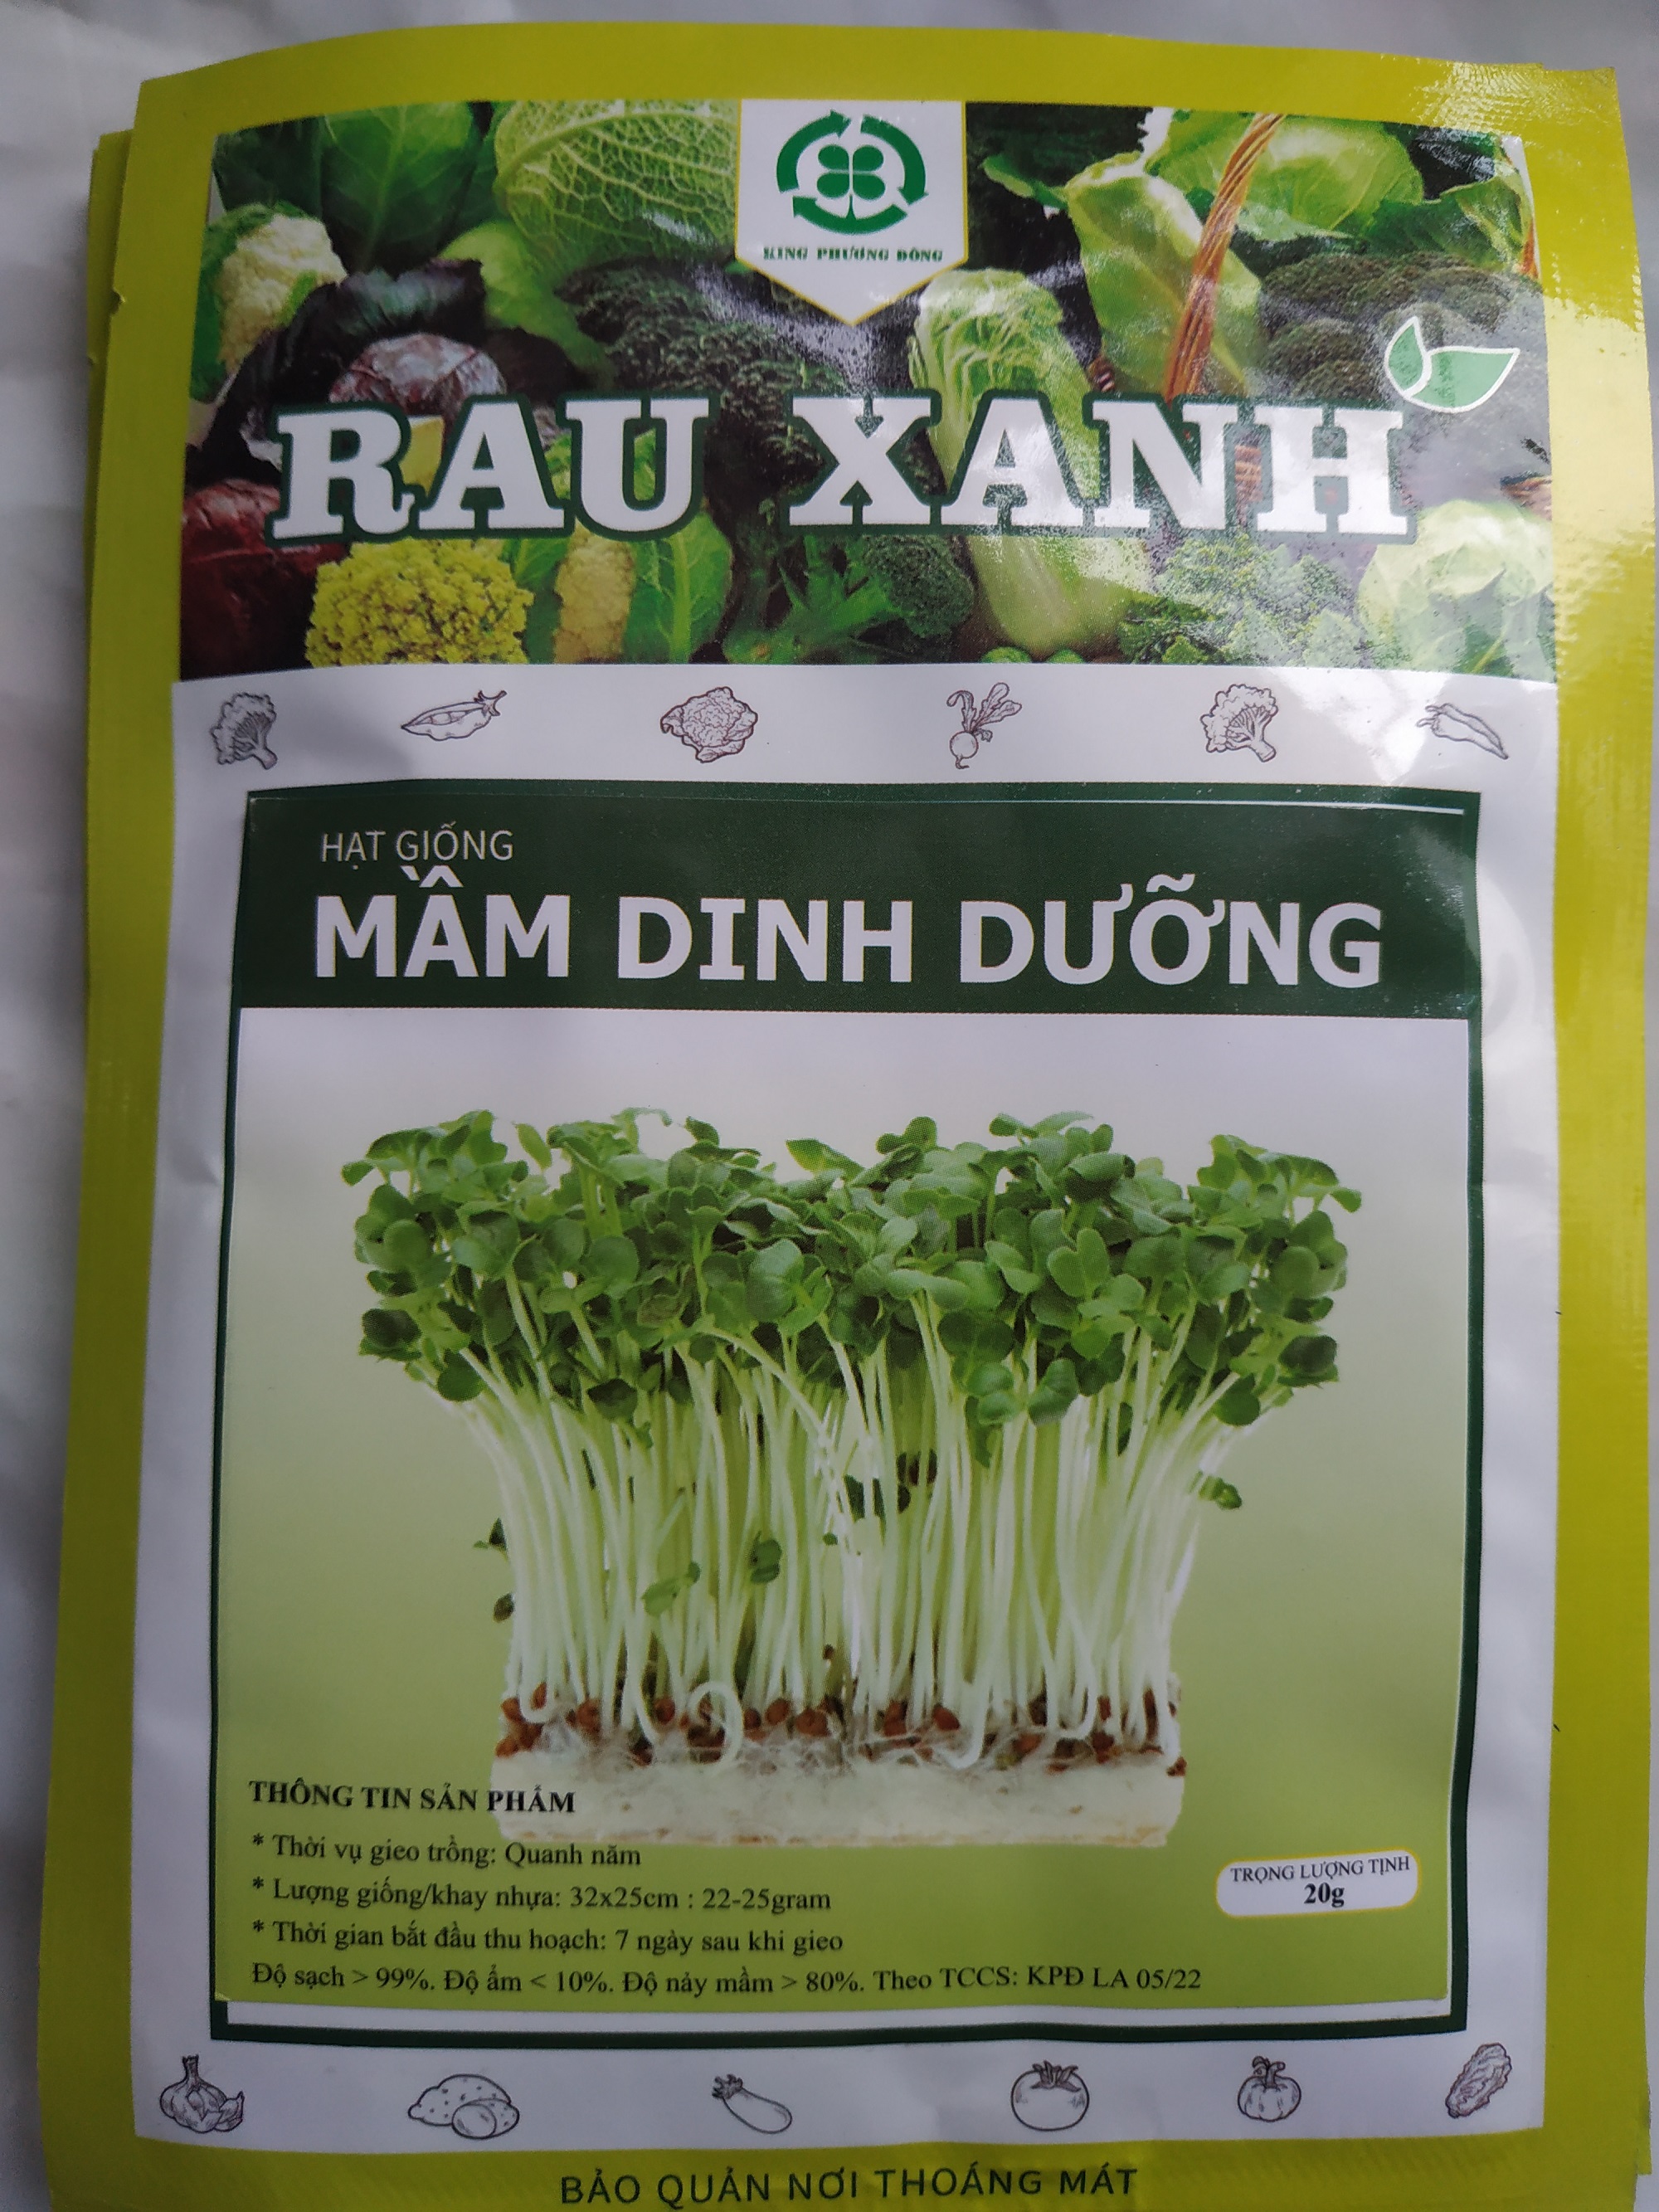 KING PHƯƠNG ĐÔNG
RAU XANH
HẠT GIỐNG
MẦM DINH DƯỠNG
THÔNG TIN SẢN PHẨM
* Thời vụ gieo trồng: Quanh năm
* Lượng giống/khay nhựa: 32x25cm : 22-25gram
* Thời gian bắt đầu thu hoạch: 7 ngày sau khi gieo
Độ sạch > 99%. Độ ẩm < 10%. Độ nảy mầm > 80%. Theo TCCS: KPĐ LA 05/22
TRỌNG LƯỢNG TỊNH
20g
BẢO QUẢN NƠI THOÁNG MÁT